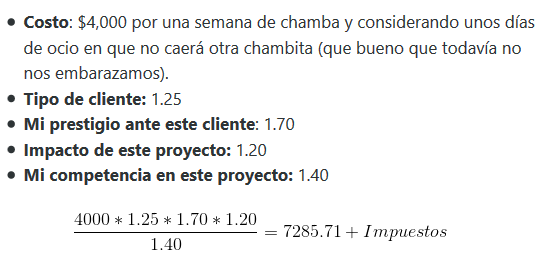 • Costo: $4,000 por una semana de chamba y considerando unos días
de ocio en que no caerá otra chambita (que bueno que todavía no
nos embarazamos).
• Tipo de cliente: 1.25
• Mi prestigio ante este cliente: 1.70
• Impacto de este proyecto: 1.20
• Mi competencia en este proyecto: 1.40
4000 * 1.25 * 1.70 * 1.20
1.40
= 7285.71 + Impuestos